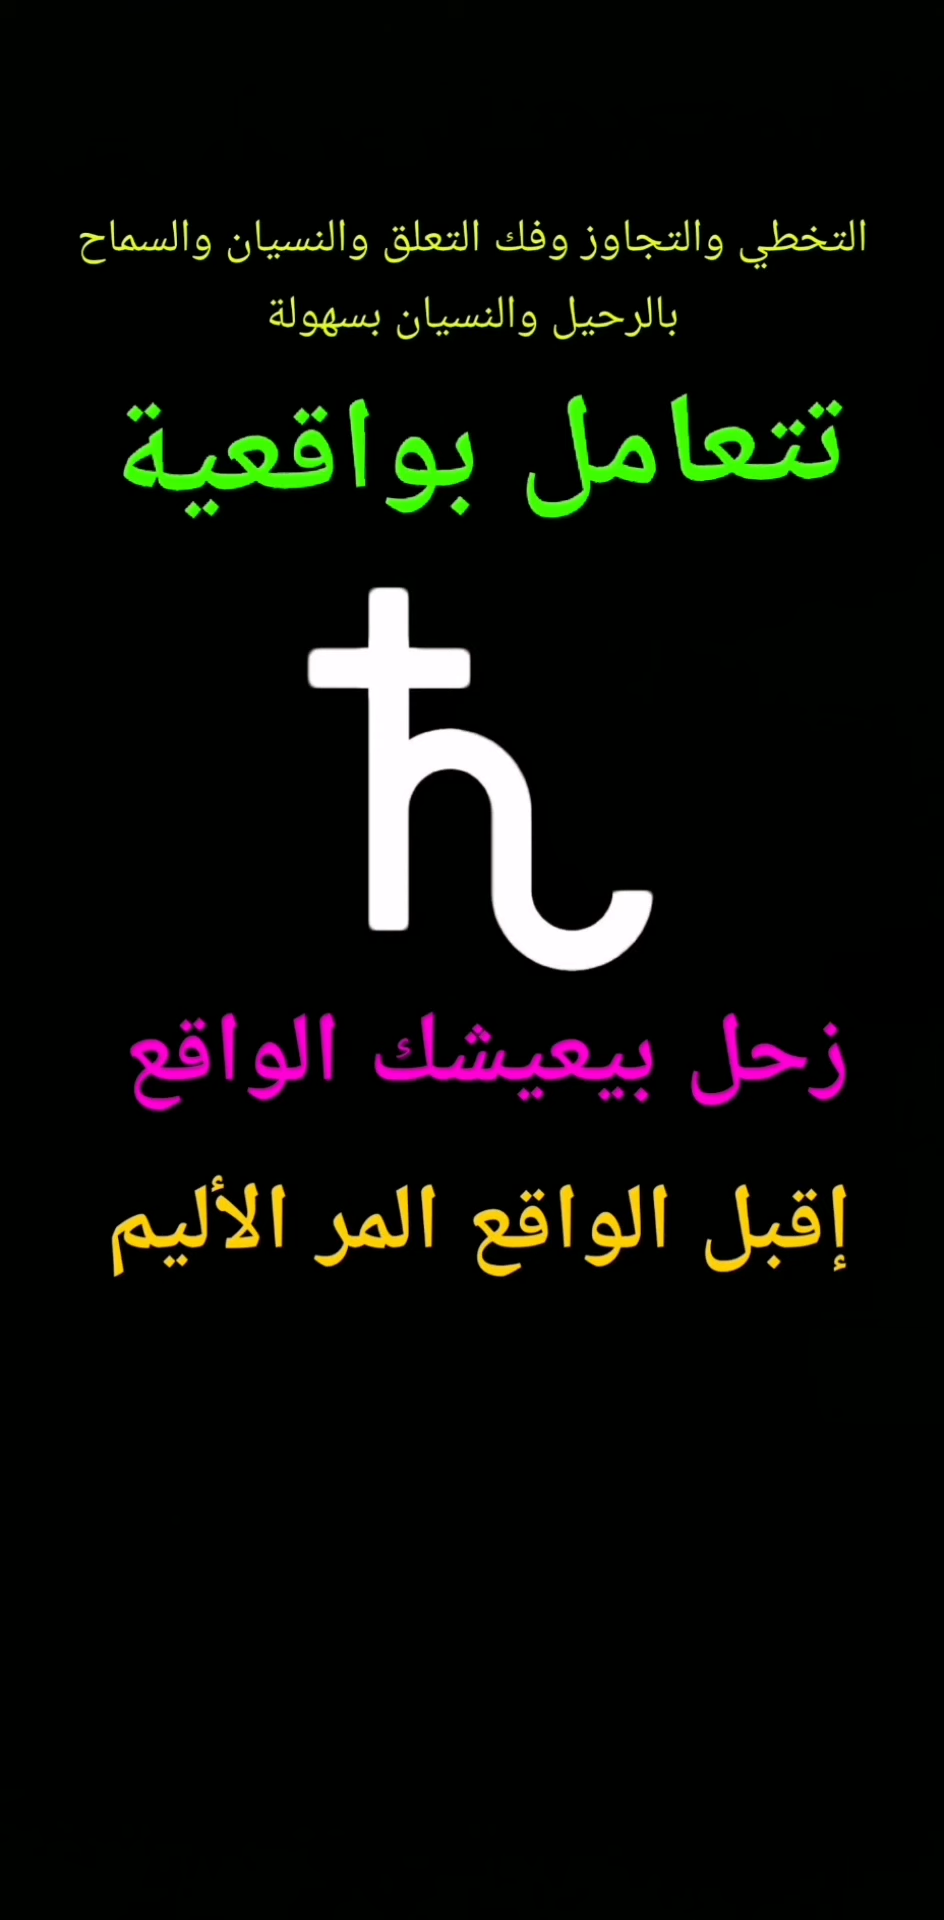 التخطي والتجاوز وفك التعلق والنسيان والسماح
بالرحيل والنسيان بسهولة
تتعامل بواقعية
زحل بيعيشك الواقع
إقبل الواقع المر الأليم